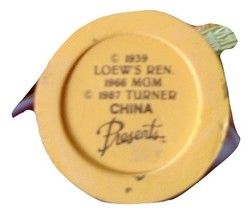 © 1939
LOEW'S REN.
1966 MGM
© 1987 TURNER
CHINA
Presents